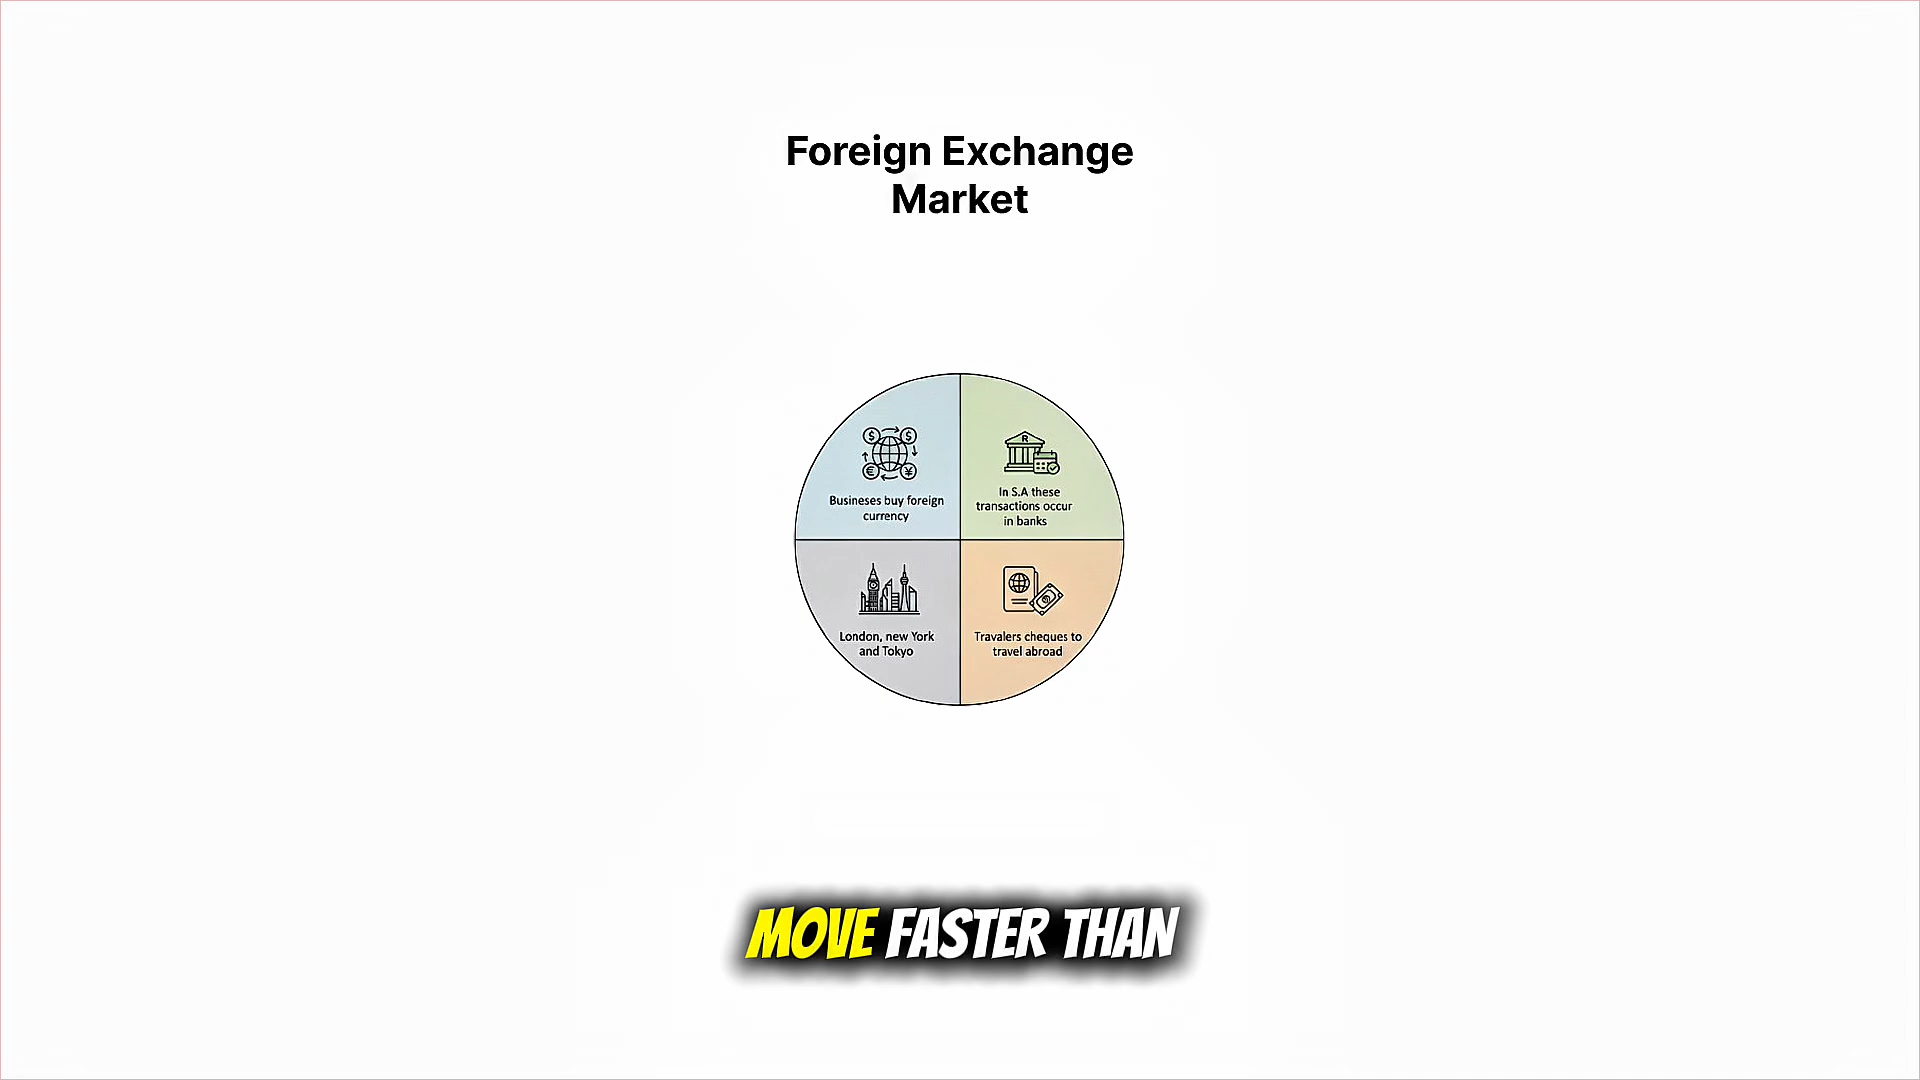 Foreign Exchange
Market
Busineses buy foreign
currency
In S.A these
transactions occur
in banks
London, new York
and Tokyo
Travalers cheques to
travel abroad
MOVE FASTER THAN